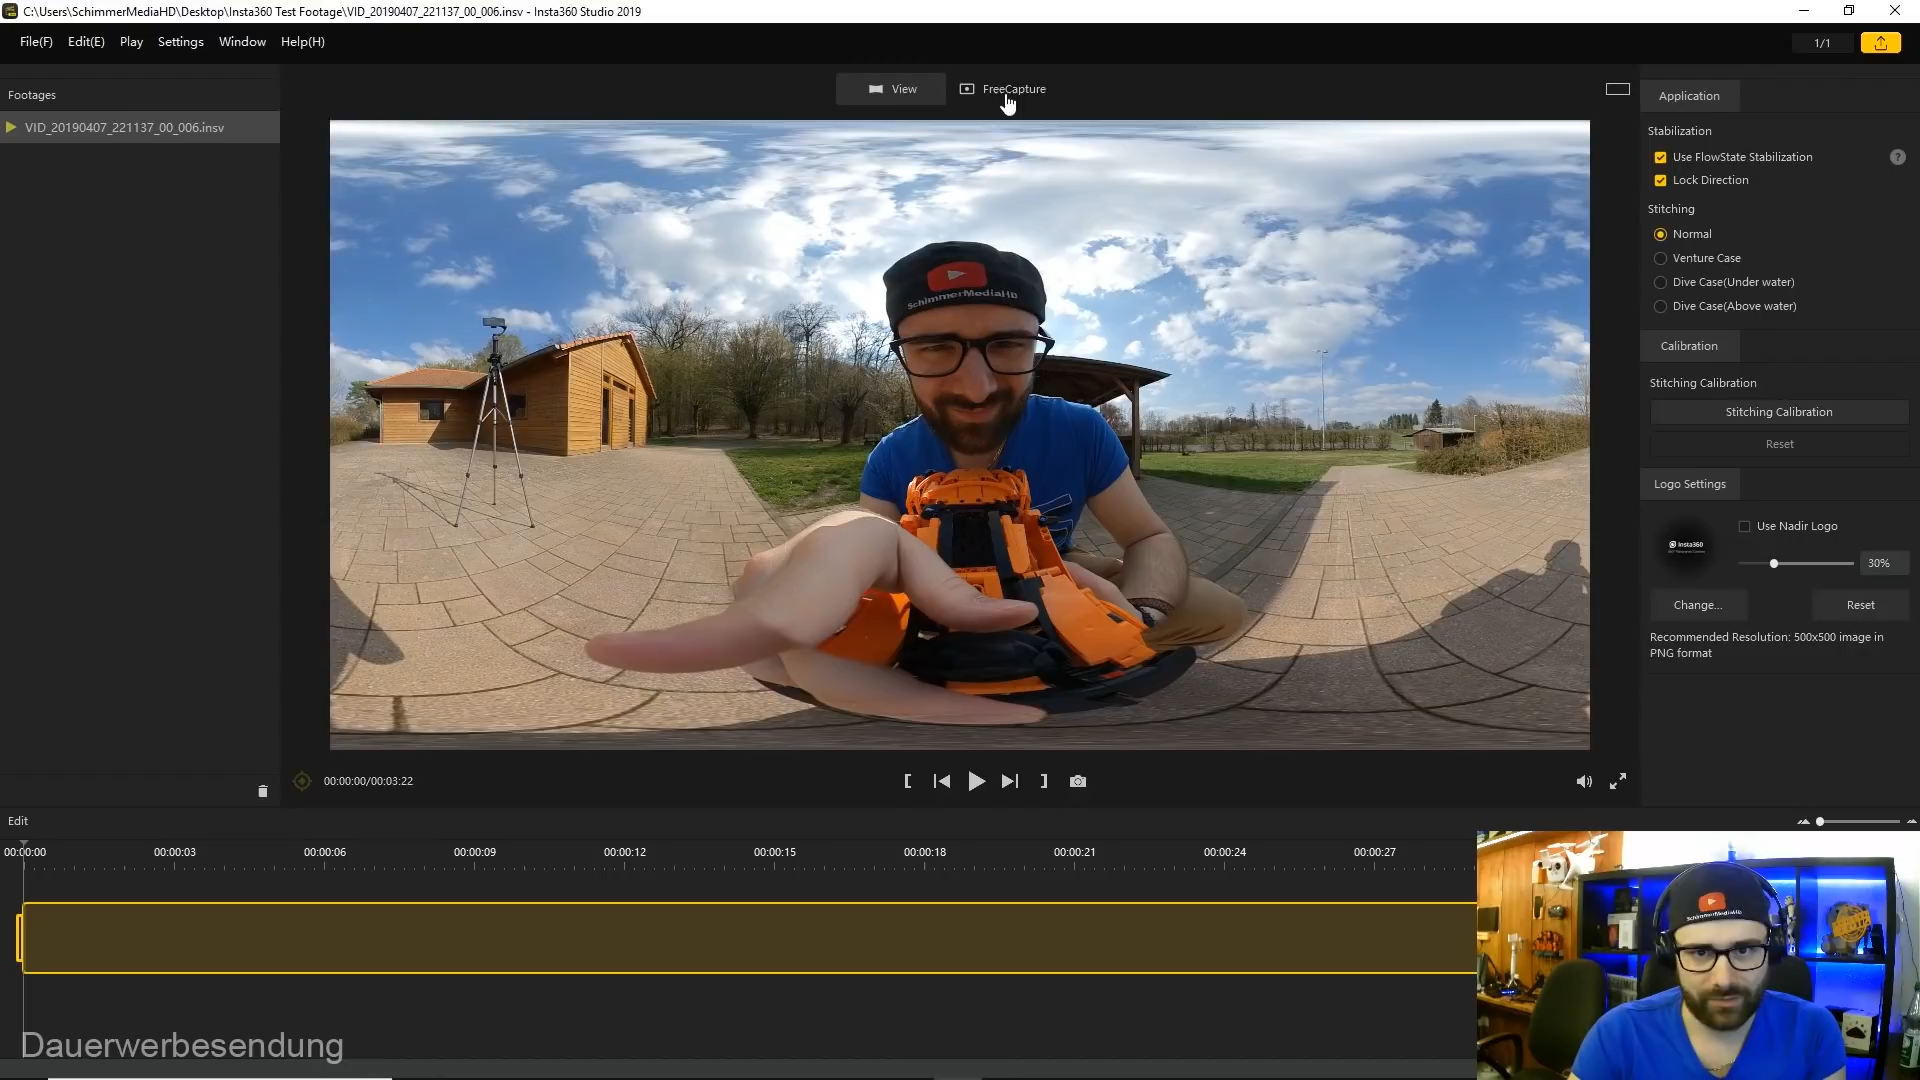 C:\Users\SchimmerMediaHD\Desktop\Insta360 Test Footage\VID_20190407_221137_00_006.insv - Insta360 Studio 2019
File(F) Edit(E) Play Settings Window Help(H)
1/1
Footages
VID_20190407_221137_00_006.insv
View
FreeCapture
SchimmerMediaHD
00:00:00/00:03:22
Application
Stabilization
Use FlowState Stabilization
?
Lock Direction
Stitching
Normal
Venture Case
Dive Case(Under water)
Dive Case(Above water)
Calibration
Stitching Calibration
Stitching Calibration
Reset
Logo Settings
Insta360
Use Nadir Logo
30%
Change...
Reset
Recommended Resolution: 500x500 image in
PNG format
Edit
00:00:00 00:00:03 00:00:06 00:00:09 00:00:12 00:00:15 00:00:18 00:00:21 00:00:24 00:00:27
SchimmerMediaHD
Dauerwerbesendung